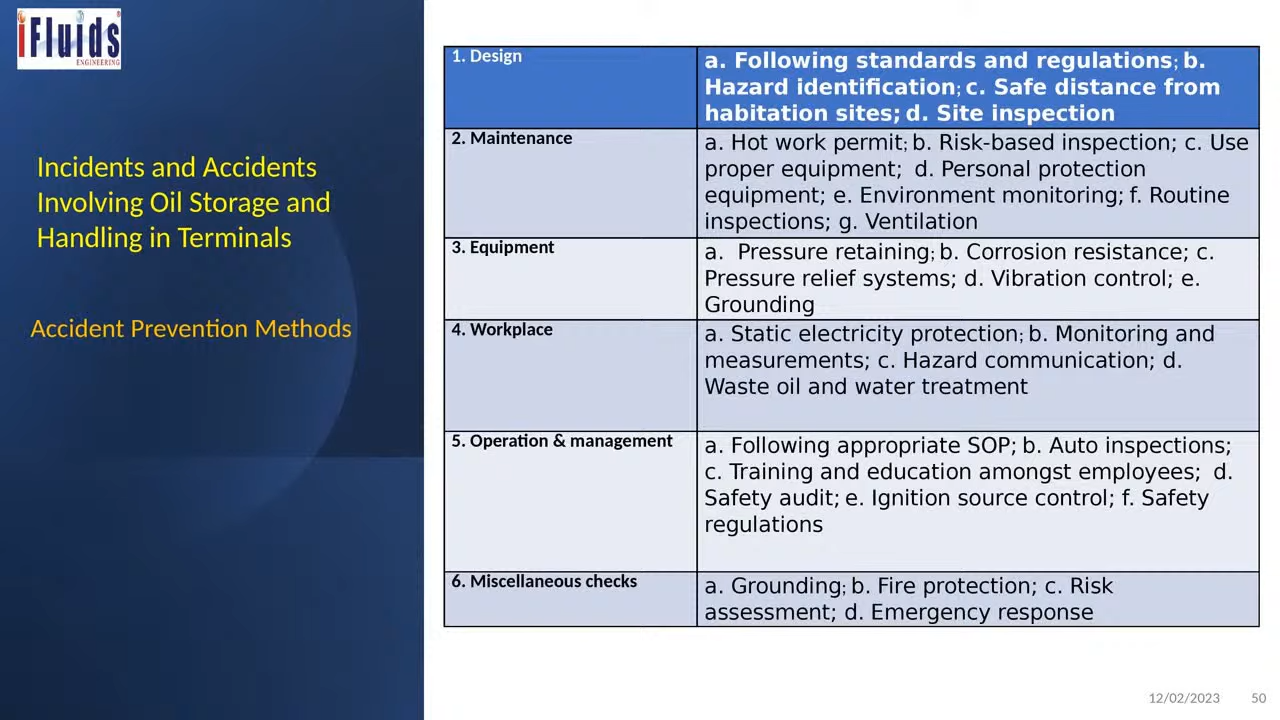 iFluids
ENGINEERING
Incidents and Accidents
Involving Oil Storage and
Handling in Terminals
Accident Prevention Methods
1. Design
a. Following standards and regulations; b.
Hazard identification; c. Safe distance from
habitation sites; d. Site inspection
2. Maintenance
a. Hot work permit; b. Risk-based inspection; c. Use
proper equipment;  d. Personal protection
equipment; e. Environment monitoring; f. Routine
inspections; g. Ventilation
3. Equipment
a.  Pressure retaining; b. Corrosion resistance; c.
Pressure relief systems; d. Vibration control; e.
Grounding
4. Workplace
a. Static electricity protection; b. Monitoring and
measurements; c. Hazard communication; d.
Waste oil and water treatment
5. Operation & management
a. Following appropriate SOP; b. Auto inspections;
c. Training and education amongst employees;  d.
Safety audit; e. Ignition source control; f. Safety
regulations
6. Miscellaneous checks
a. Grounding; b. Fire protection; c. Risk
assessment; d. Emergency response
12/02/2023
50